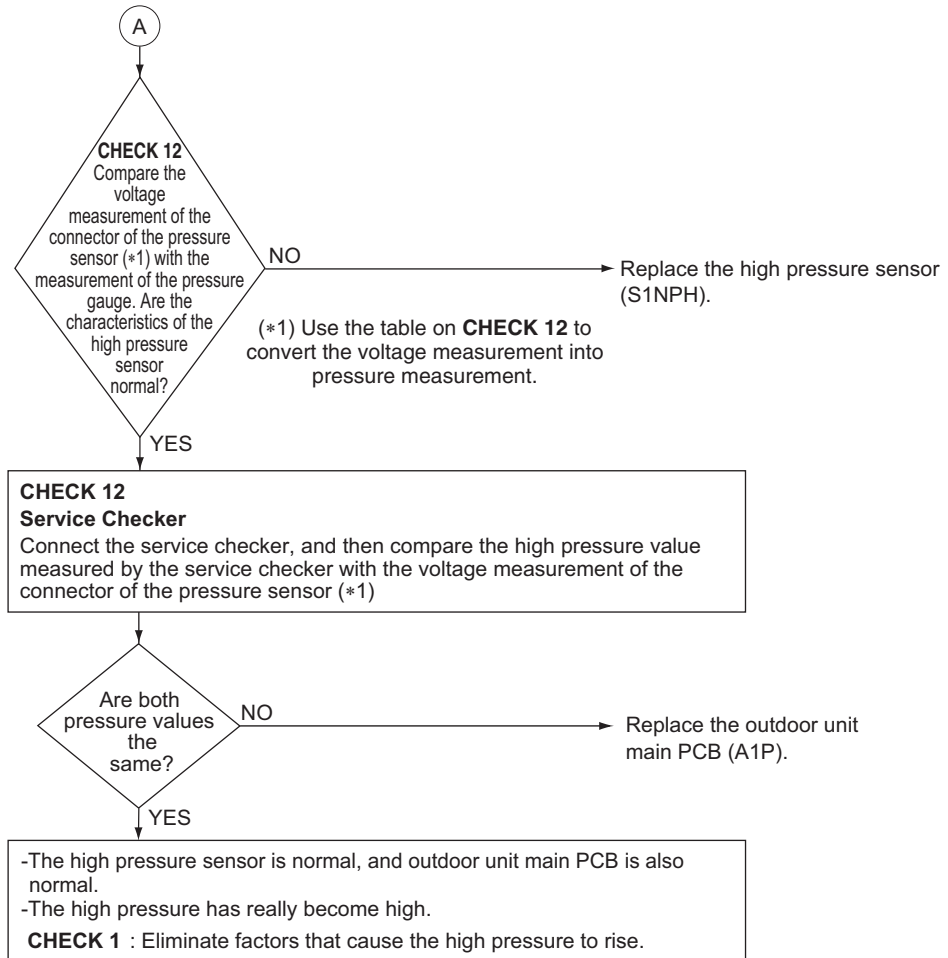 A
CHECK 12
Compare the
voltage
measurement of the
connector of the pressure
sensor (*1) with the
measurement of the pressure
gauge. Are the
characteristics of the
high pressure
sensor
normal?
NO
Replace the high pressure sensor
(S1NPH).
(*1) Use the table on CHECK 12 to
convert the voltage measurement into
pressure measurement.
YES
CHECK 12
Service Checker
Connect the service checker, and then compare the high pressure value
measured by the service checker with the voltage measurement of the
connector of the pressure sensor (*1)
Are both
pressure values
the
same?
NO
Replace the outdoor unit
main PCB (A1P).
YES
-The high pressure sensor is normal, and outdoor unit main PCB is also
normal.
-The high pressure has really become high.
CHECK 1 : Eliminate factors that cause the high pressure to rise.